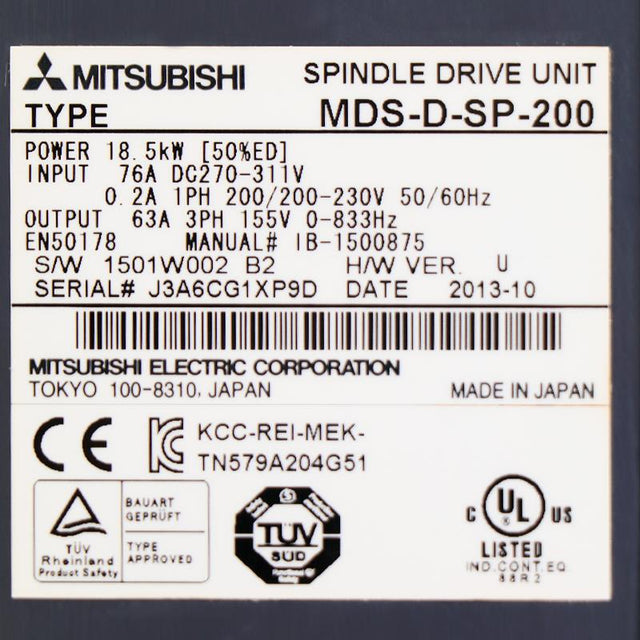 MITSUBISHI SPINDLE DRIVE UNIT
TYPE MDS-D-SP-200
POWER 18.5kW [50%ED]
INPUT 76A DC270-311V
0.2A 1PH 200/200-230V 50/60Hz
OUTPUT 63A 3PH 155V 0-833Hz
EN50178 MANUAL# IB-1500875
S/W 1501W002 B2 H/W VER. U
SERIAL# J3A6CG1XP9D DATE 2013-10
MITSUBISHI ELECTRIC CORPORATION
TOKYO 100-8310, JAPAN MADE IN JAPAN
CE KC KCC-REI-MEK-
TN579A204G51
TÜV
Rheinland
Product Safety
BAUART
GEPRÜFT
TYPE
APPROVED
TÜV
SÜD
C UL US
®
LISTED
IND.CONT.EQ
88R2